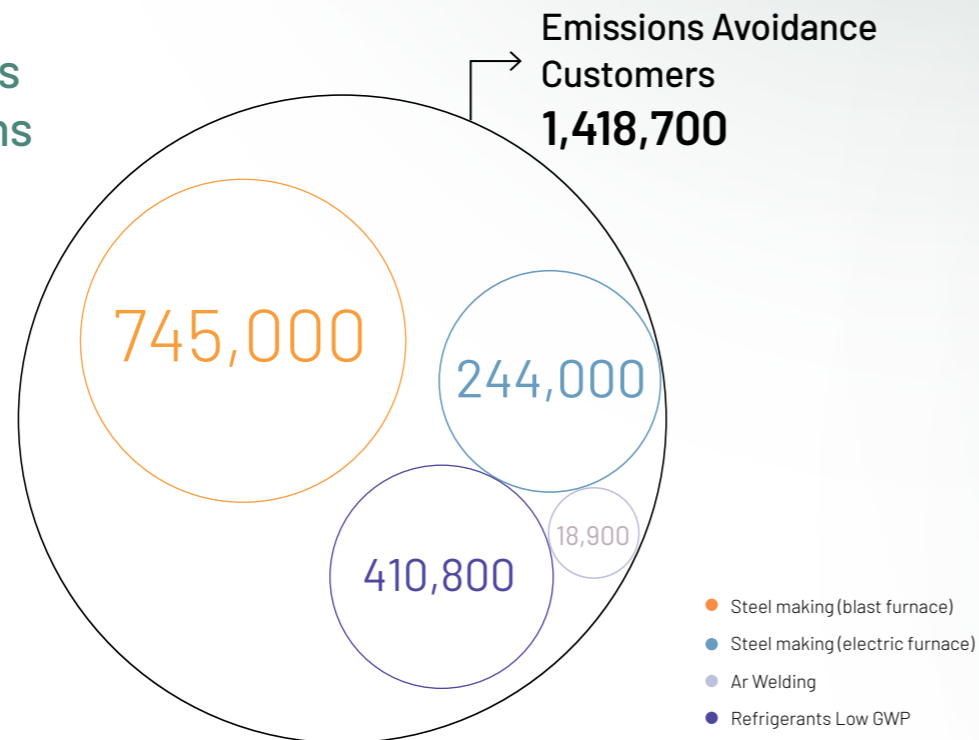 Emissions Avoidance
Customers
1,418,700
745,000
244,000
18,900
410,800
Steel making (blast furnace)
Steel making (electric furnace)
Ar Welding
Refrigerants Low GWP